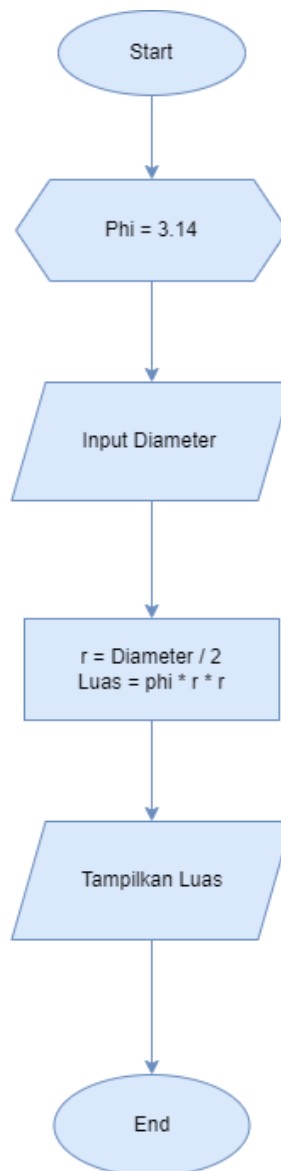 Start
Phi = 3.14
Input Diameter
r = Diameter / 2
Luas = phi * r * r
Tampilkan Luas
End